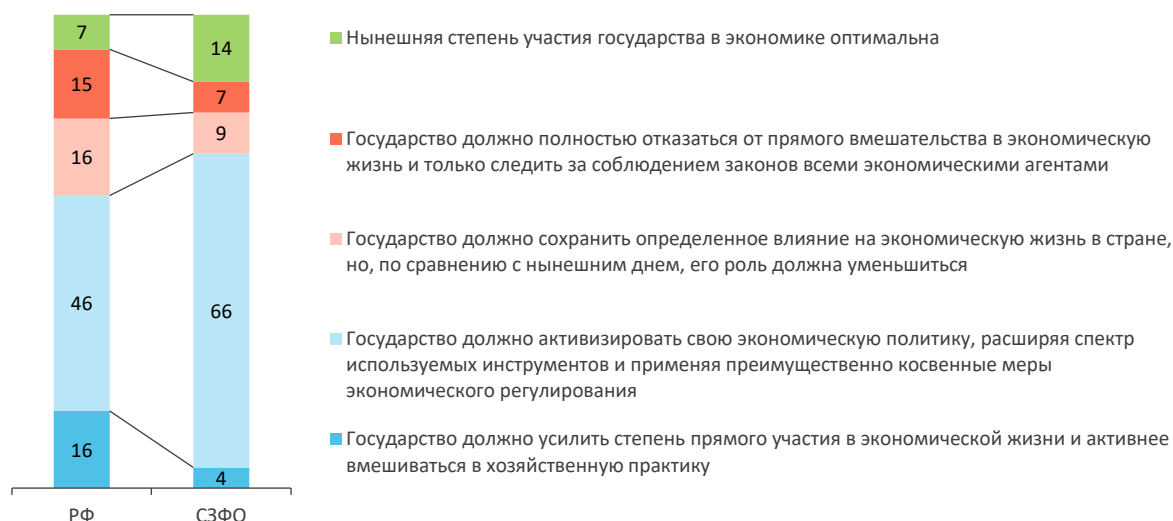 7
15
16
46
16
РФ
14
7
9
66
4
СЗФО
Нынешняя степень участия государства в экономике оптимальна
Государство должно полностью отказаться от прямого вмешательства в экономическую
жизнь и только следить за соблюдением законов всеми экономическими агентами
Государство должно сохранить определенное влияние на экономическую жизнь в стране,
но, по сравнению с нынешним днем, его роль должна уменьшиться
Государство должно активизировать свою экономическую политику, расширяя спектр
используемых инструментов и применяя преимущественно косвенные меры
экономического регулирования
Государство должно усилить степень прямого участия в экономической жизни и активнее
вмешиваться в хозяйственную практику